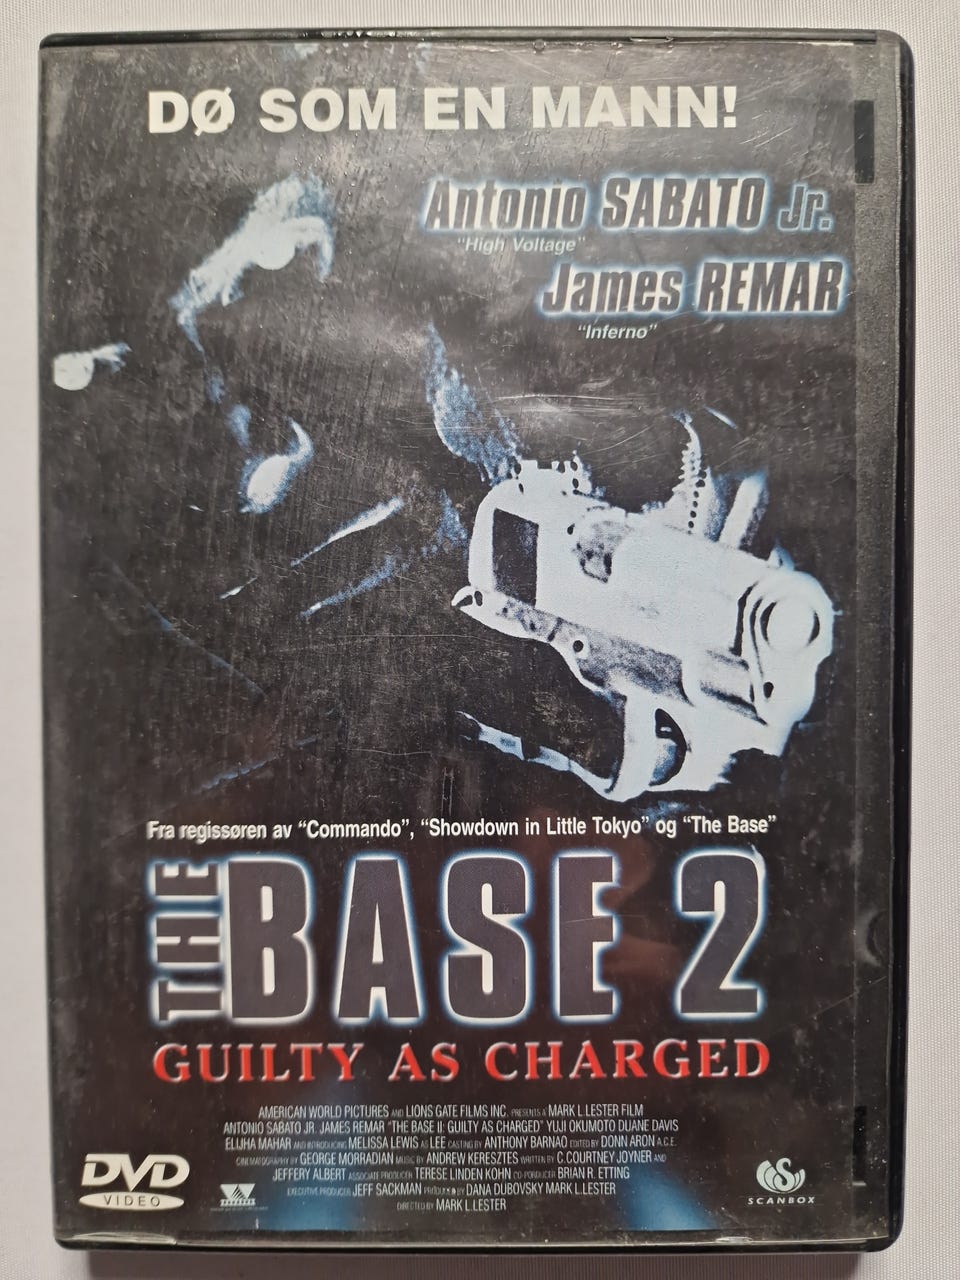 DØ SOM EN MANN!
Antonio SABATO Jr.
"High Voltage"
James REMAR
"Inferno"
Fra regissøren av "Commando", "Showdown in Little Tokyo" og "The Base"
THE BASE 2
GUILTY AS CHARGED
AMERICAN WORLD PICTURES AND LIONS GATE FILMS INC. PRESENTS A MARK L.LESTER FILM
ANTONIO SABATO JR. JAMES REMAR "THE BASE II: GUILTY AS CHARGED" YUJI OKUMOTO DUANE DAVIS
ELIJHA MAHAR AND INTRODUCING MELISSA LEWIS AS LEE CASTING BY ANTHONY BARNAO EDITED BY DONN ARON A.C.E.
CINEMATOGRAPHY BY GEORGE MORRADIAN MUSIC BY ANDREW KERESZTES WRITTEN BY C.COURTNEY JOYNER AND
JEFFERY ALBERT ASSOCIATE PRODUCER TERESE LINDEN KOHN CO-PRODUCER BRIAN R. ETTING
EXECUTIVE PRODUCER JEFF SACKMAN PRODUCED BY DANA DUBOVSKY MARK L.LESTER
DIRECTED BY MARK L.LESTER
DVD
VIDEO
SCANBOX